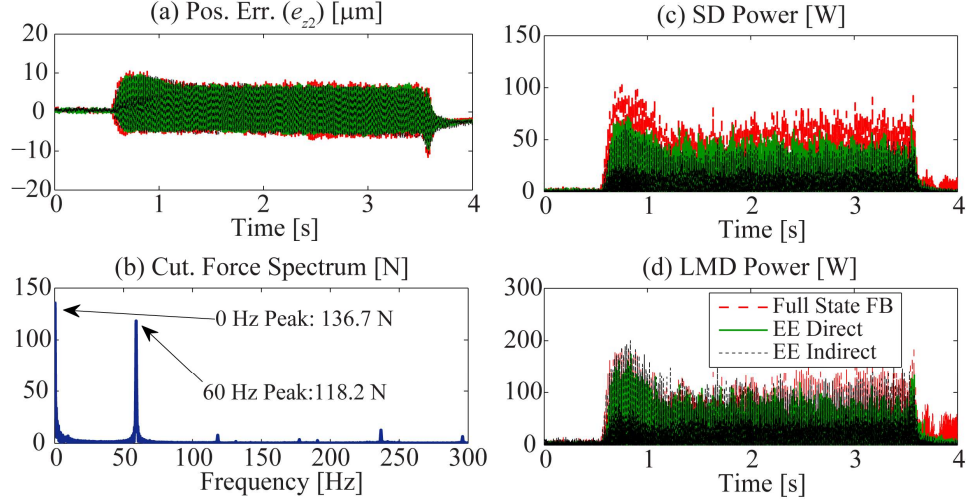 (a) Pos. Err. (e_z2) [μm]
20
10
0
−10
−20
0 1 2 3 4
Time [s]
(b) Cut. Force Spectrum [N]
150
100
50
0
0 Hz Peak: 136.7 N
60 Hz Peak:118.2 N
0 50 100 150 200 250 300
Frequency [Hz]
(c) SD Power [W]
150
100
50
0
0 1 2 3 4
Time [s]
(d) LMD Power [W]
300
200
100
0
Full State FB
EE Direct
EE Indirect
0 1 2 3 4
Time [s]